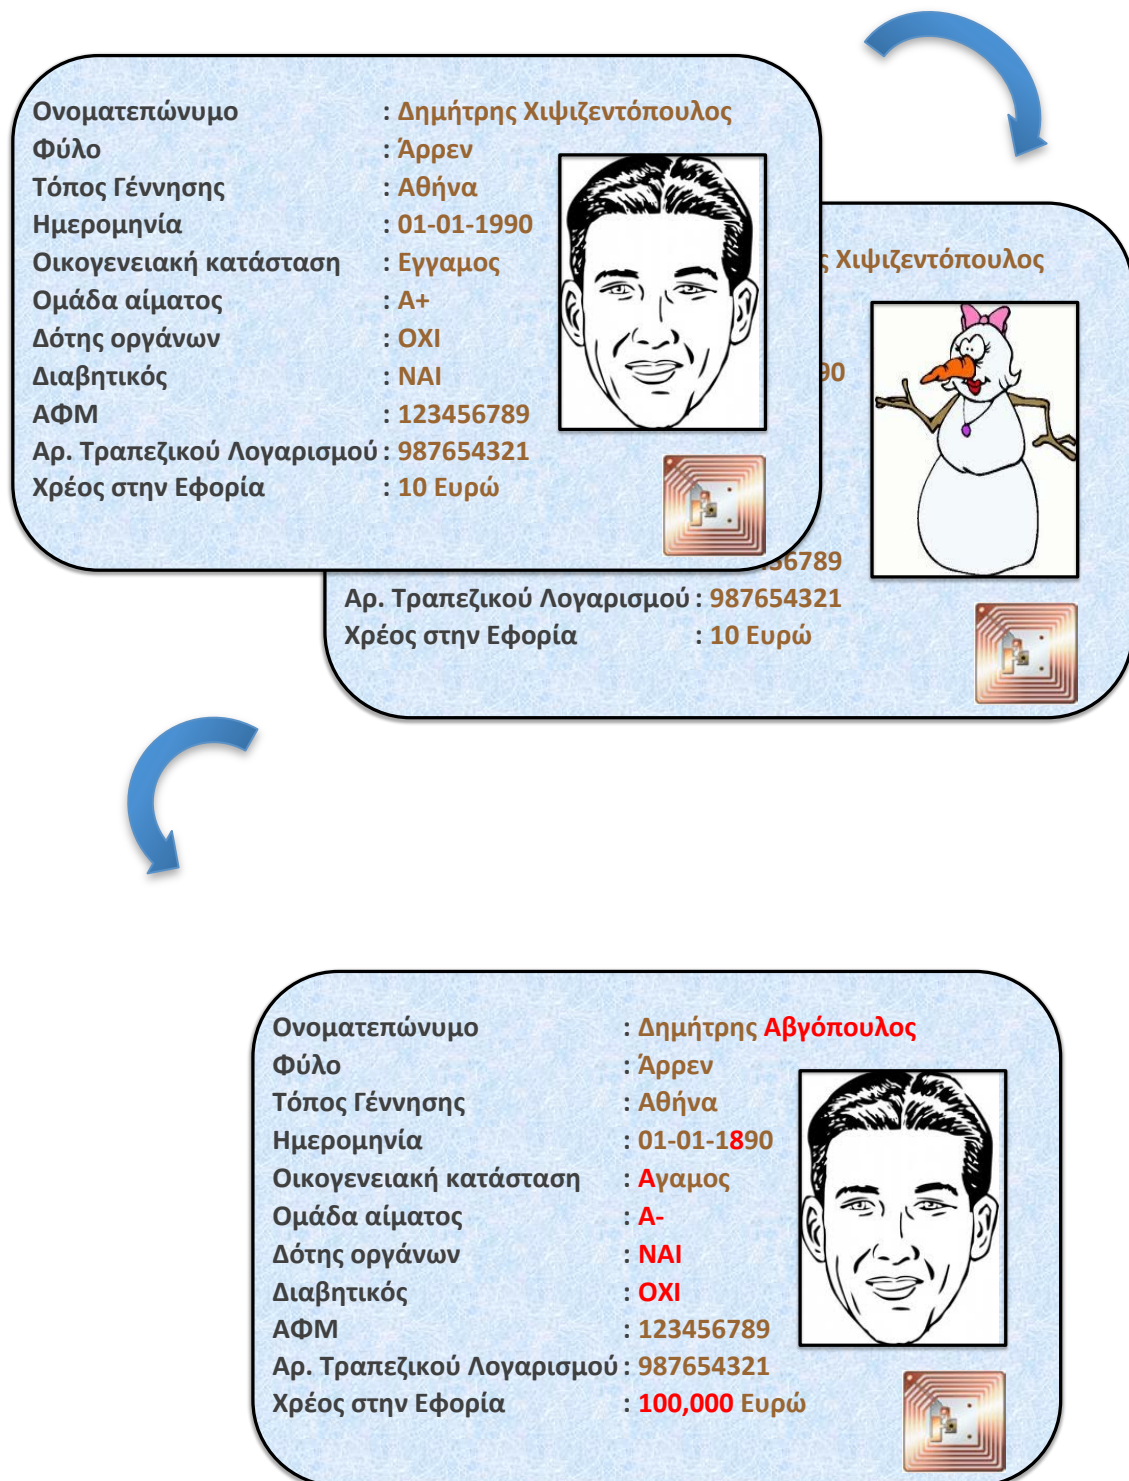 Ονοματεπώνυμο : Δημήτρης Χιψιζεντόπουλος
Φύλο : Άρρεν
Τόπος Γέννησης : Αθήνα
Ημερομηνία : 01-01-1990
Οικογενειακή κατάσταση : Εγγαμος
Ομάδα αίματος : Α+
Δότης οργάνων : ΟΧΙ
Διαβητικός : ΝΑΙ
ΑΦΜ : 123456789
Αρ. Τραπεζικού Λογαρισμού : 987654321
Χρέος στην Εφορία : 10 Ευρώ
ς Χιψιζεντόπουλος
90
56789
Αρ. Τραπεζικού Λογαρισμού : 987654321
Χρέος στην Εφορία : 10 Ευρώ
Ονοματεπώνυμο : Δημήτρης Αβγόπουλος
Φύλο : Άρρεν
Τόπος Γέννησης : Αθήνα
Ημερομηνία : 01-01-1890
Οικογενειακή κατάσταση : Αγαμος
Ομάδα αίματος : Α-
Δότης οργάνων : ΝΑΙ
Διαβητικός : ΟΧΙ
ΑΦΜ : 123456789
Αρ. Τραπεζικού Λογαρισμού : 987654321
Χρέος στην Εφορία : 100,000 Ευρώ